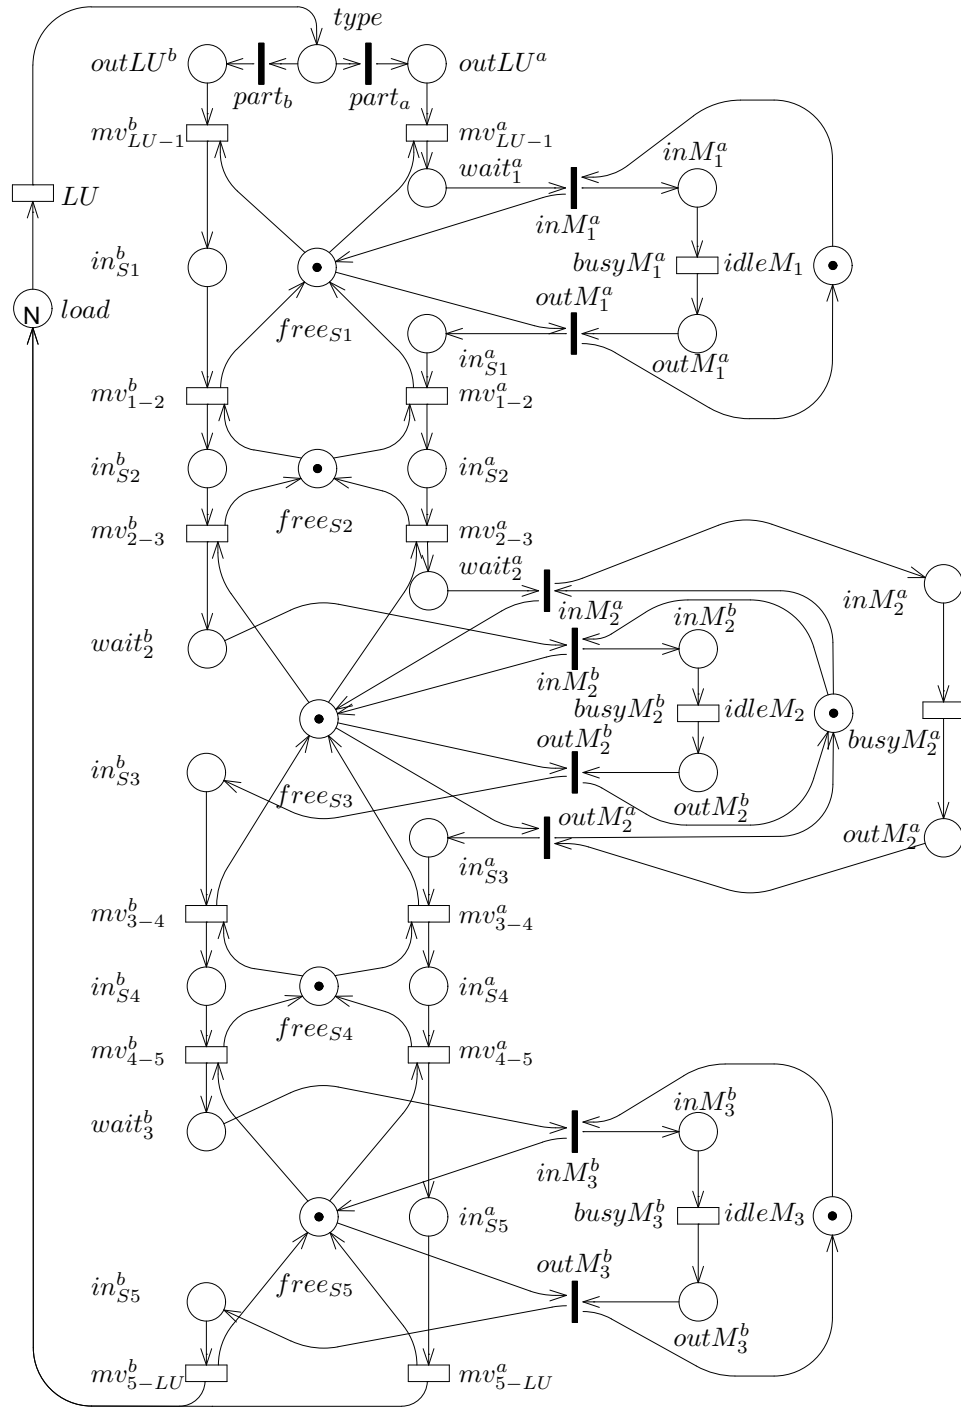 type
outLU^b outLU^a
part_b part_a
mv^b_{LU-1} mv^a_{LU-1}
wait^a_1 inM^a_1
LU
inM^a_1
in^b_{S1} busyM^a_1 idleM_1
N load
free_{S1} outM^a_1
in^a_{S1} outM^a_1
mv^b_{1-2} mv^a_{1-2}
in^b_{S2} in^a_{S2}
free_{S2}
mv^b_{2-3} mv^a_{2-3}
wait^a_2
inM^a_2 inM^b_2 inM^a_2
wait^b_2
inM^b_2
busyM^b_2 idleM_2
busyM^a_2
outM^b_2
in^b_{S3} free_{S3} outM^b_2
outM^a_2 outM^a_2
in^a_{S3}
mv^b_{3-4} mv^a_{3-4}
in^b_{S4} in^a_{S4}
free_{S4}
mv^b_{4-5} mv^a_{4-5}
wait^b_3 inM^b_3
inM^b_3
in^a_{S5} busyM^b_3 idleM_3
outM^b_3
in^b_{S5} free_{S5}
outM^b_3
mv^b_{5-LU} mv^a_{5-LU}